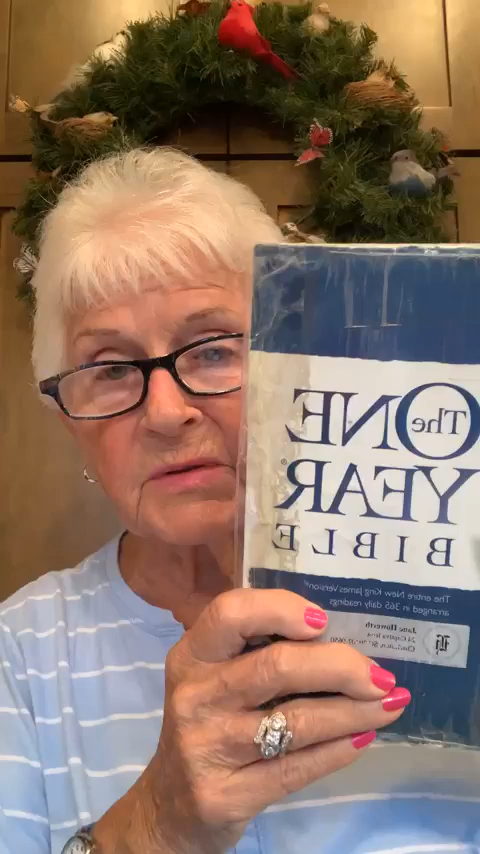 The
ONE
YEAR®
BIBLE
The entire New King James Version®
arranged in 365 daily readings